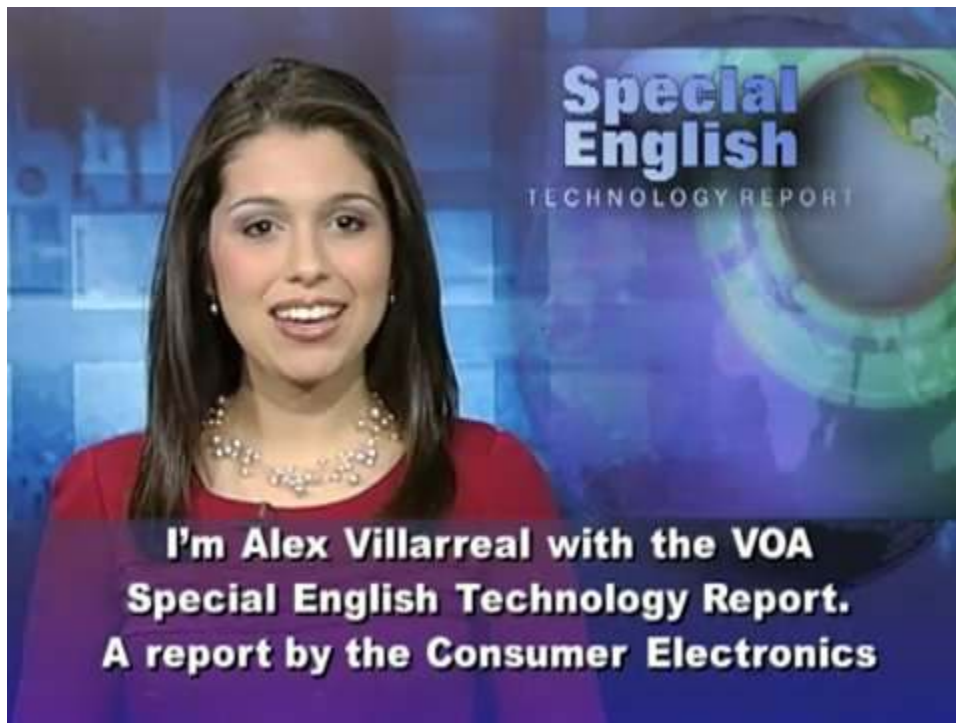 Special
English
TECHNOLOGY REPORT
I'm Alex Villarreal with the VOA
Special English Technology Report.
A report by the Consumer Electronics